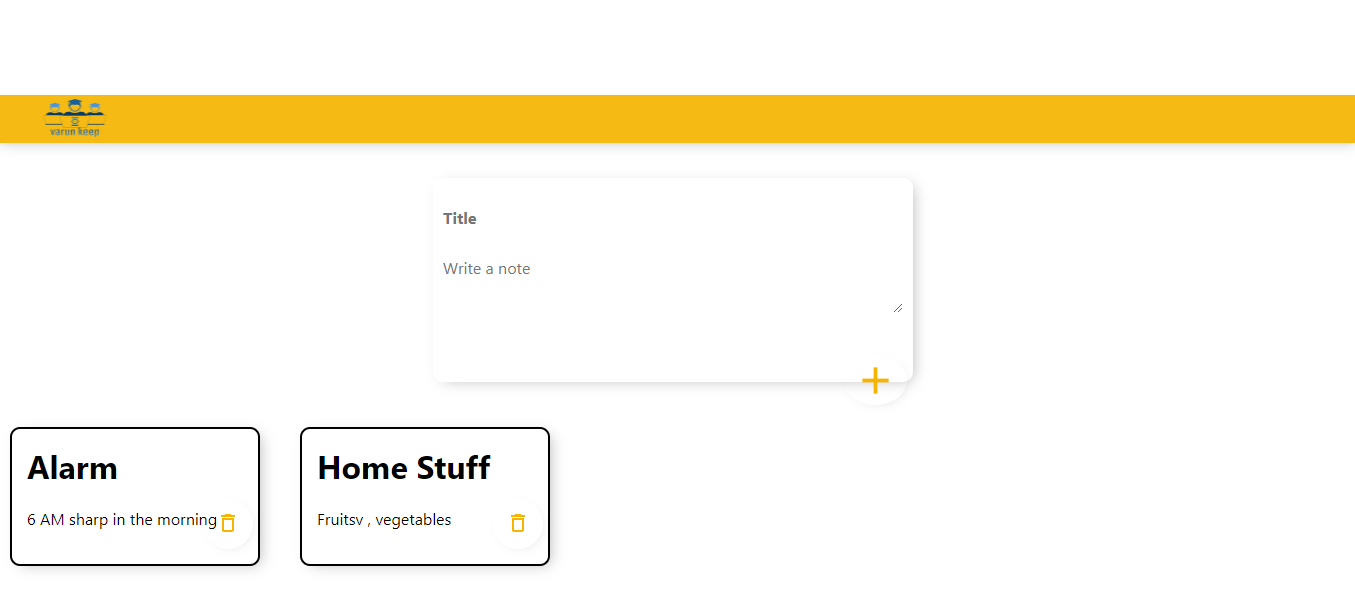 varun keep
Title
Write a note
Alarm
6 AM sharp in the morning
Home Stuff
Fruitsv , vegetables